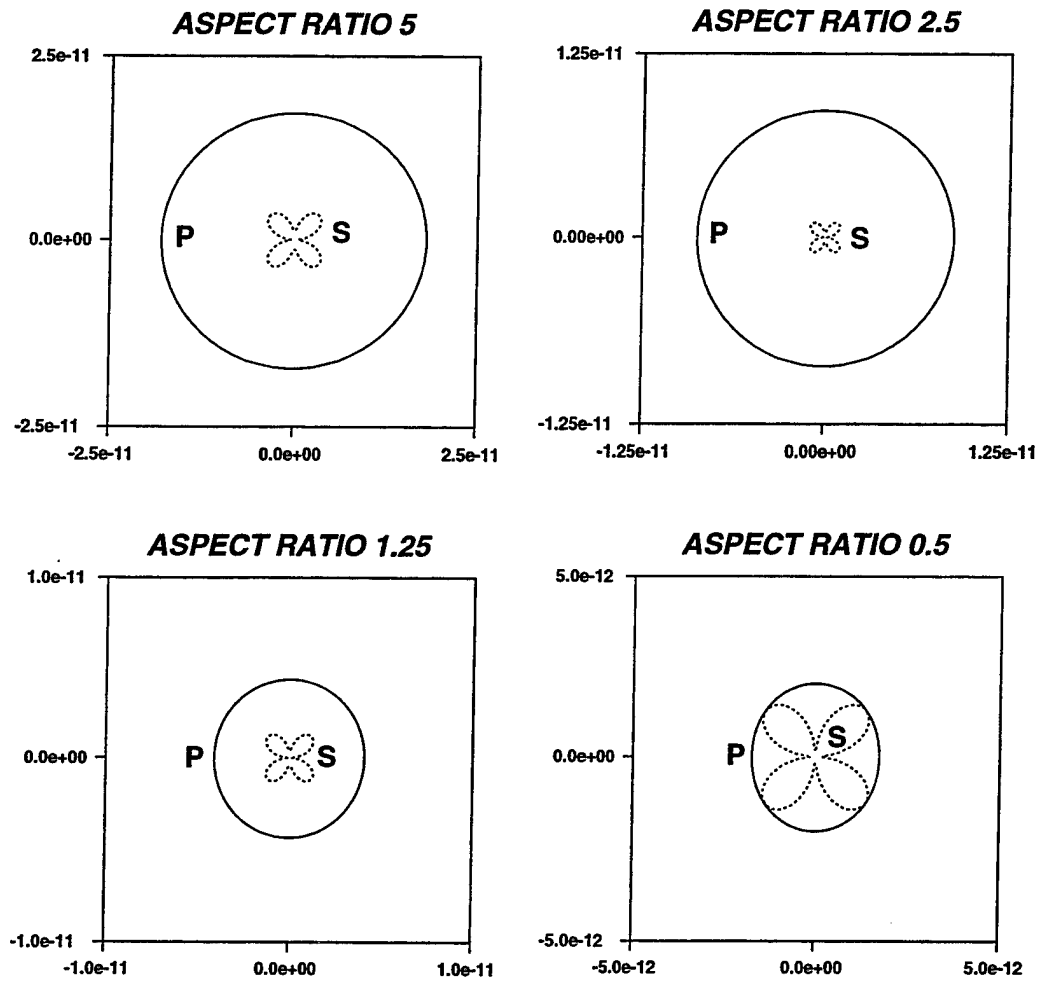 ASPECT RATIO 5
2.5e-11
0.0e+00
-2.5e-11
P
S
-2.5e-11
0.0e+00
2.5e-11
ASPECT RATIO 2.5
1.25e-11
0.00e+00
-1.25e-11
P
S
-1.25e-11
0.00e+00
1.25e-11
ASPECT RATIO 1.25
1.0e-11
0.0e+00
-1.0e-11
P
S
-1.0e-11
0.0e+00
1.0e-11
ASPECT RATIO 0.5
5.0e-12
0.0e+00
-5.0e-12
P
S
-5.0e-12
0.0e+00
5.0e-12